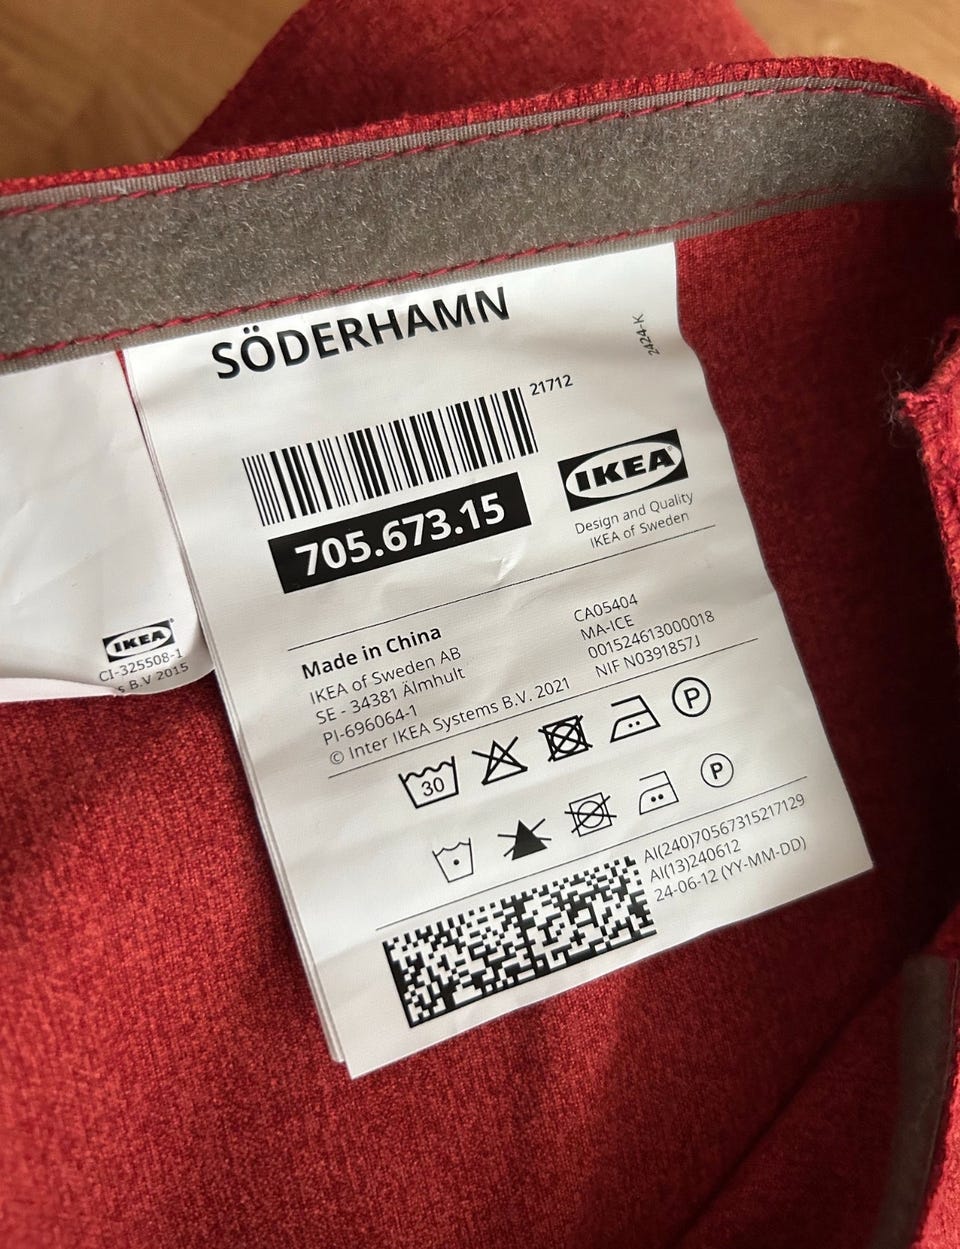 SÖDERHAMN
2424-K
21712
705.673.15
IKEA
Design and Quality
IKEA of Sweden
Made in China
IKEA of Sweden AB
SE - 34381 Älmhult
PI-696064-1
© Inter IKEA Systems B.V. 2021
CA05404
MA-ICE
001524613000018
NIF N0391857J
30
P
P
AI(240)70567315217129
AI(13)240612
24-06-12 (YY-MM-DD)
IKEA
CI-325508-1
s B.V 2015